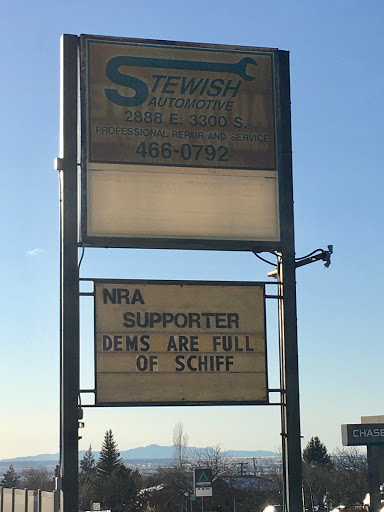 STEWISH
AUTOMOTIVE
2888 E. 3300 S.
PROFESSIONAL REPAIR AND SERVICE
466-0792
NRA
SUPPORTER
DEMS ARE FULL
OF SCHIFF
CHASE